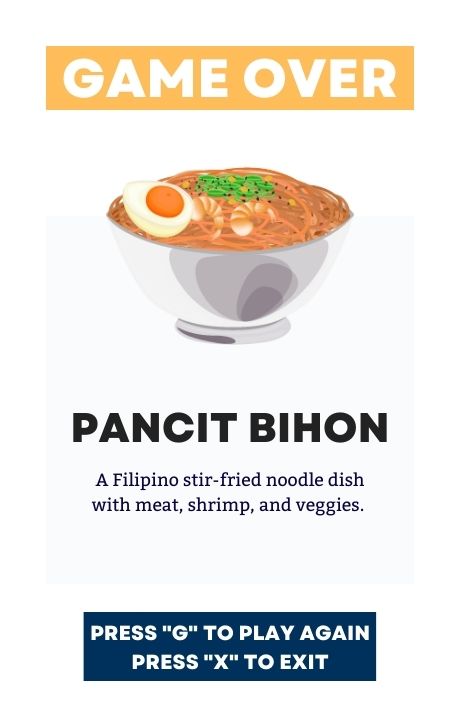 GAME OVER
PANCIT BIHON
A Filipino stir-fried noodle dish
with meat, shrimp, and veggies.
PRESS "G" TO PLAY AGAIN
PRESS "X" TO EXIT